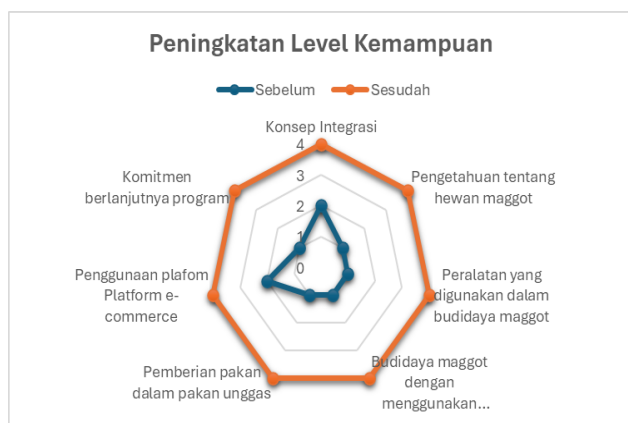 Peningkatan Level Kemampuan
Sebelum
Sesudah
Konsep Integrasi
4
3
2
1
0
Pengetahuan tentang
hewan maggot
Peralatan yang
digunakan dalam
budidaya maggot
Budidaya maggot
dengan
menggunakan...
Pemberian pakan
dalam pakan unggas
Penggunaan plafom
Platform e-
commerce
Komitmen
berlanjutnya program